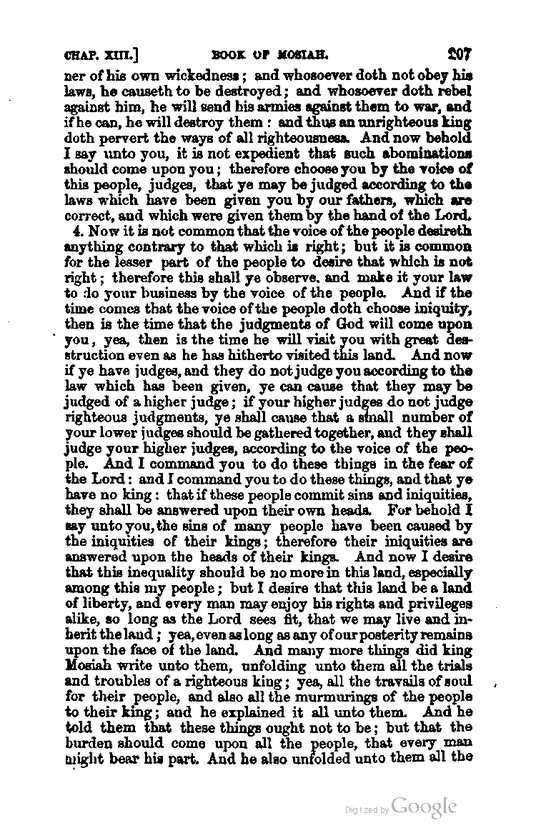 CHAP. XIII.] BOOK OF MOSIAH. 207
ner of his own wickedness; and whosoever doth not obey his
laws, he causeth to be destroyed; and whosoever doth rebel
against him, he will send his armies against them to war, and
if he can, he will destroy them: and thus an unrighteous king
doth pervert the ways of all righteousness. And now behold
I say unto you, it is not expedient that such abominations
should come upon you; therefore choose you by the voice of
this people, judges, that ye may be judged according to the
laws which have been given you by our fathers, which are
correct, and which were given them by the hand of the Lord.
4. Now it is not common that the voice of the people desireth
anything contrary to that which is right; but it is common
for the lesser part of the people to desire that which is not
right; therefore this shall ye observe, and make it your law
to do your business by the voice of the people. And if the
time comes that the voice of the people doth choose iniquity,
then is the time that the judgments of God will come upon
you, yea, then is the time he will visit you with great des-
struction even as he has hitherto visited this land. And now
if ye have judges, and they do not judge you according to the
law which has been given, ye can cause that they may be
judged of a higher judge; if your higher judges do not judge
righteous judgments, ye shall cause that a small number of
your lower judges should be gathered together, and they shall
judge your higher judges, according to the voice of the peo-
ple. And I command you to do these things in the fear of
the Lord: and I command you to do these things, and that ye
have no king: that if these people commit sins and iniquities,
they shall be answered upon their own heads. For behold I
say unto you, the sins of many people have been caused by
the iniquities of their kings; therefore their iniquities are
answered upon the heads of their kings. And now I desire
that this inequality should be no more in this land, especially
among this my people; but I desire that this land be a land
of liberty, and every man may enjoy his rights and privileges
alike, so long as the Lord sees fit, that we may live and in-
herit the land; yea, even as long as any of our posterity remains
upon the face of the land. And many more things did king
Mosiah write unto them, unfolding unto them all the trials
and troubles of a righteous king; yea, all the travails of soul
for their people, and also all the murmurings of the people
to their king; and he explained it all unto them. And he
told them that these things ought not to be; but that the
burden should come upon all the people, that every man
might bear his part. And he also unfolded unto them all the
Digitized by Google